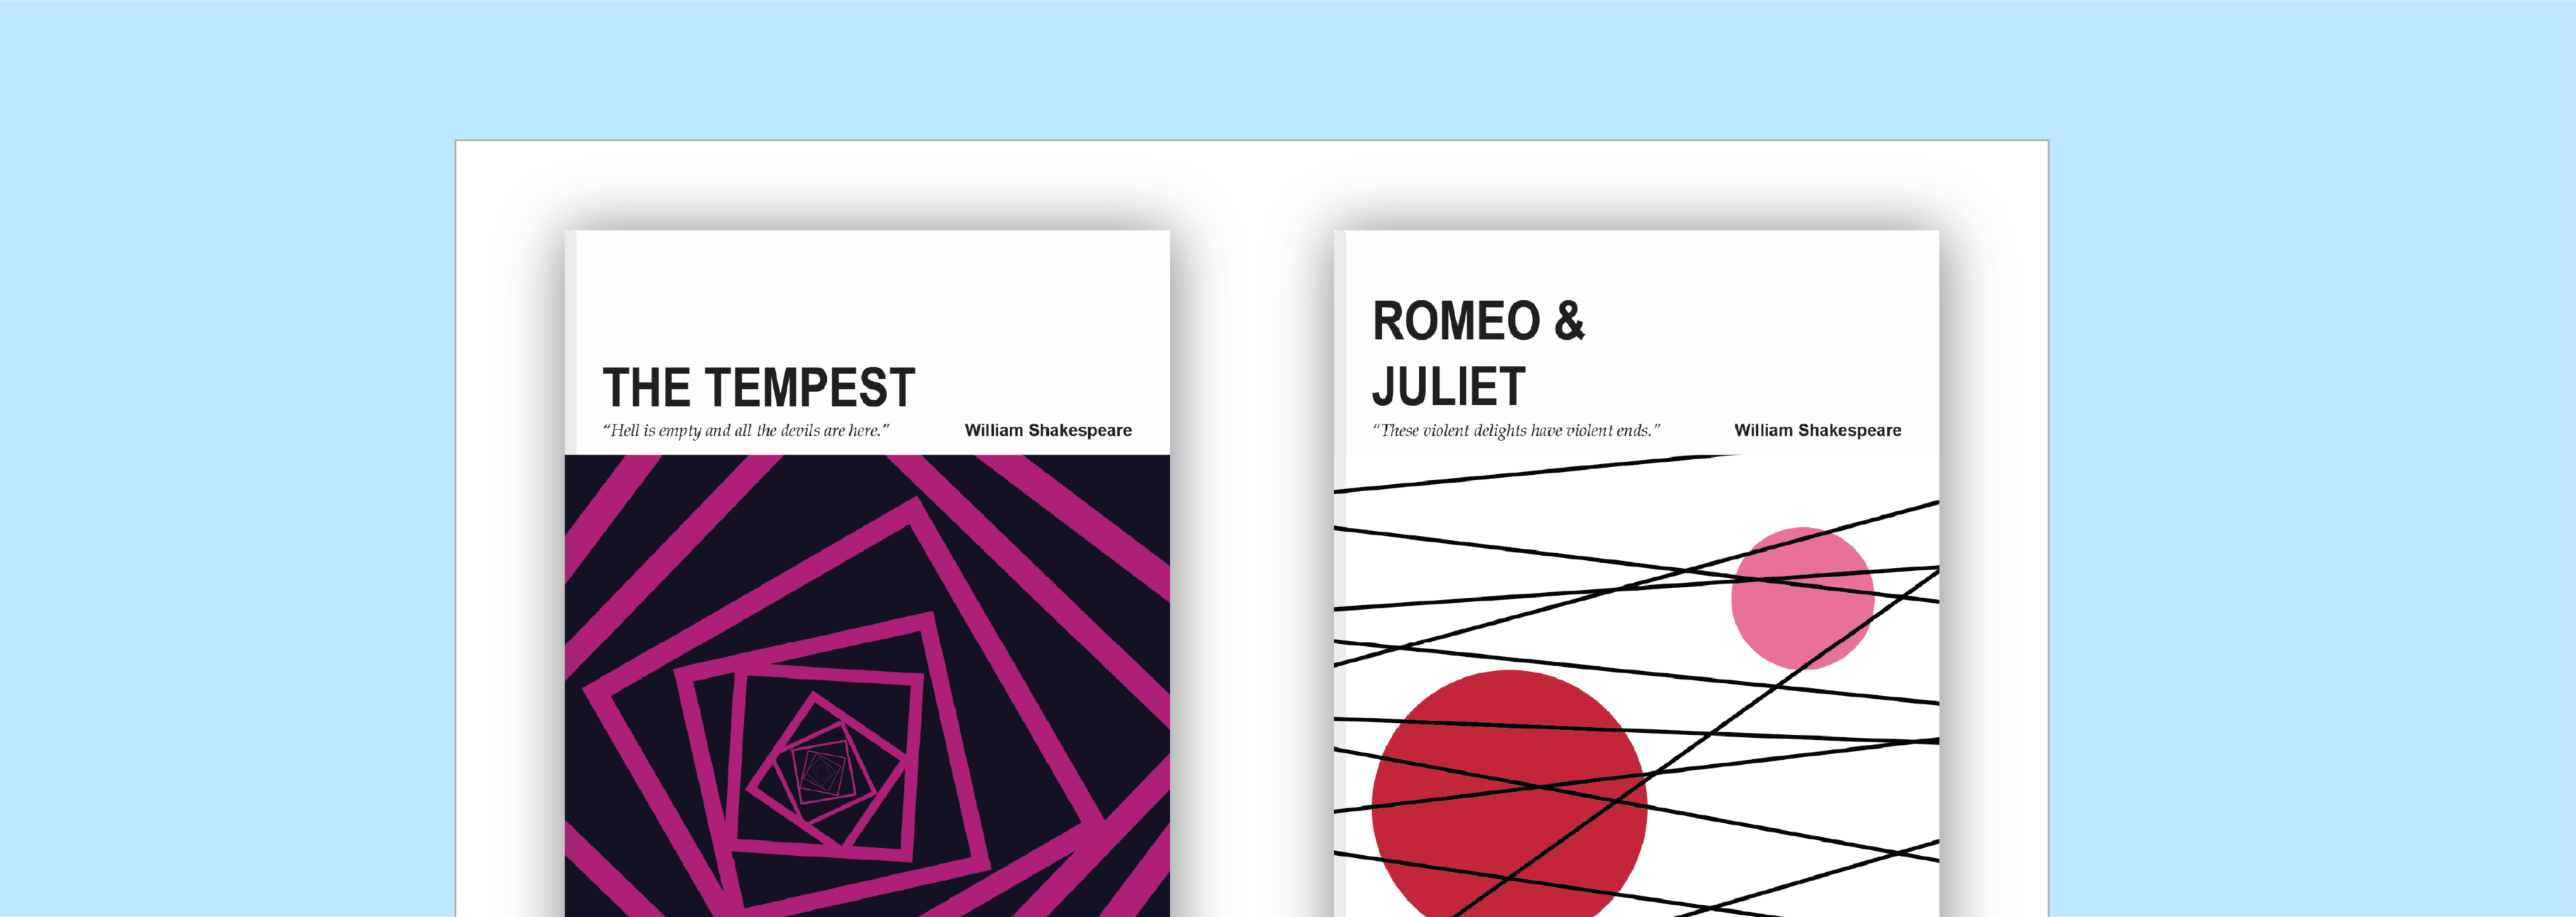 THE TEMPEST
“Hell is empty and all the devils are here.” William Shakespeare
ROMEO &
JULIET
“These violent delights have violent ends.” William Shakespeare